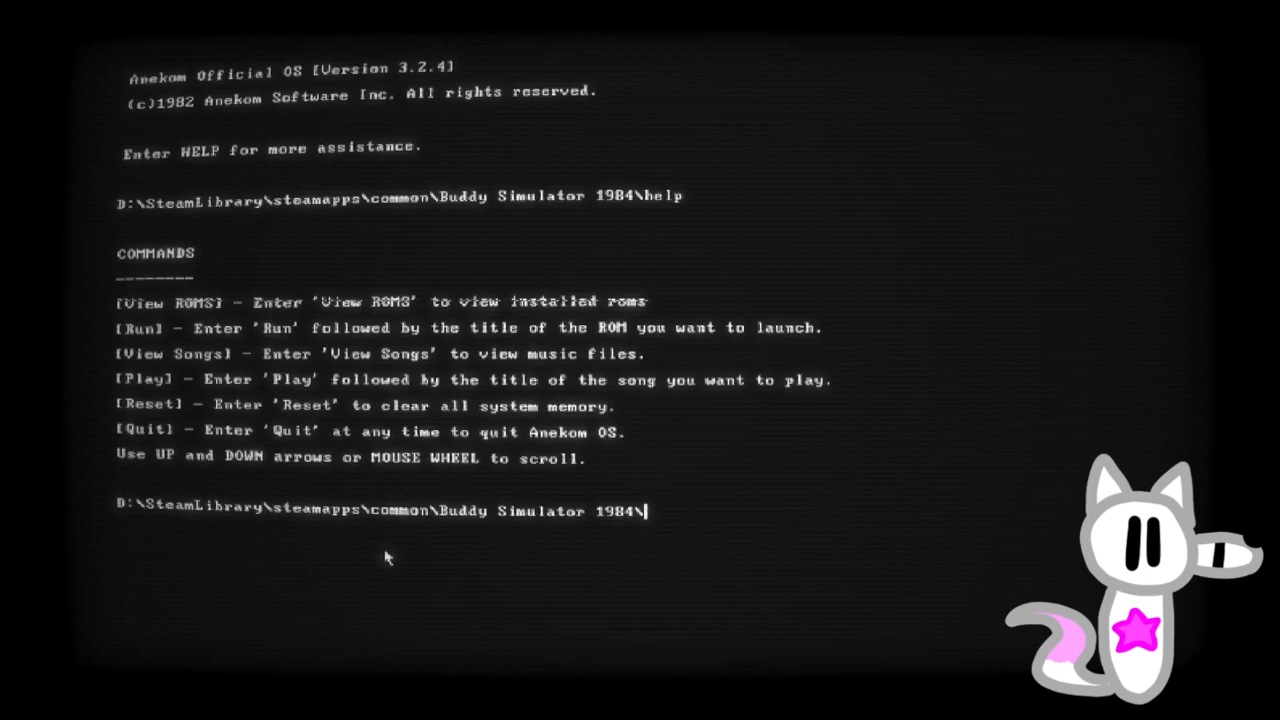 Anekom Official OS [Version 3.2.4]
(c)1982 Anekom Software Inc. All rights reserved.
Enter HELP for more assistance.
D:\SteamLibrary\steamapps\common\Buddy Simulator 1984\help
COMMANDS
--------
[View ROMS] - Enter 'View ROMS' to view installed roms
[Run] - Enter 'Run' followed by the title of the ROM you want to launch.
[View Songs] - Enter 'View Songs' to view music files.
[Play] - Enter 'Play' followed by the title of the song you want to play.
[Reset] - Enter 'Reset' to clear all system memory.
[Quit] - Enter 'Quit' at any time to quit Anekom OS.
Use UP and DOWN arrows or MOUSE WHEEL to scroll.
D:\SteamLibrary\steamapps\common\Buddy Simulator 1984\